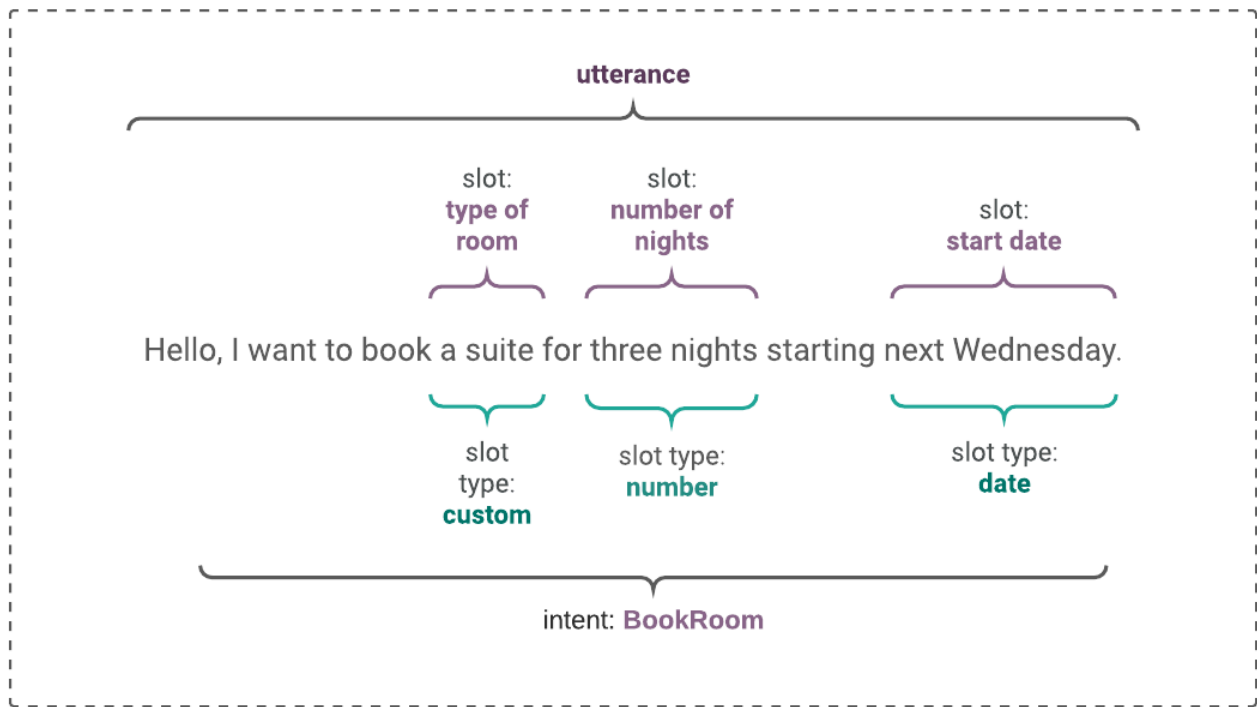 utterance
slot:
type of
room
slot:
number of
nights
slot:
start date
Hello, I want to book a suite for three nights starting next Wednesday.
slot
type:
custom
slot type:
number
slot type:
date
intent: BookRoom